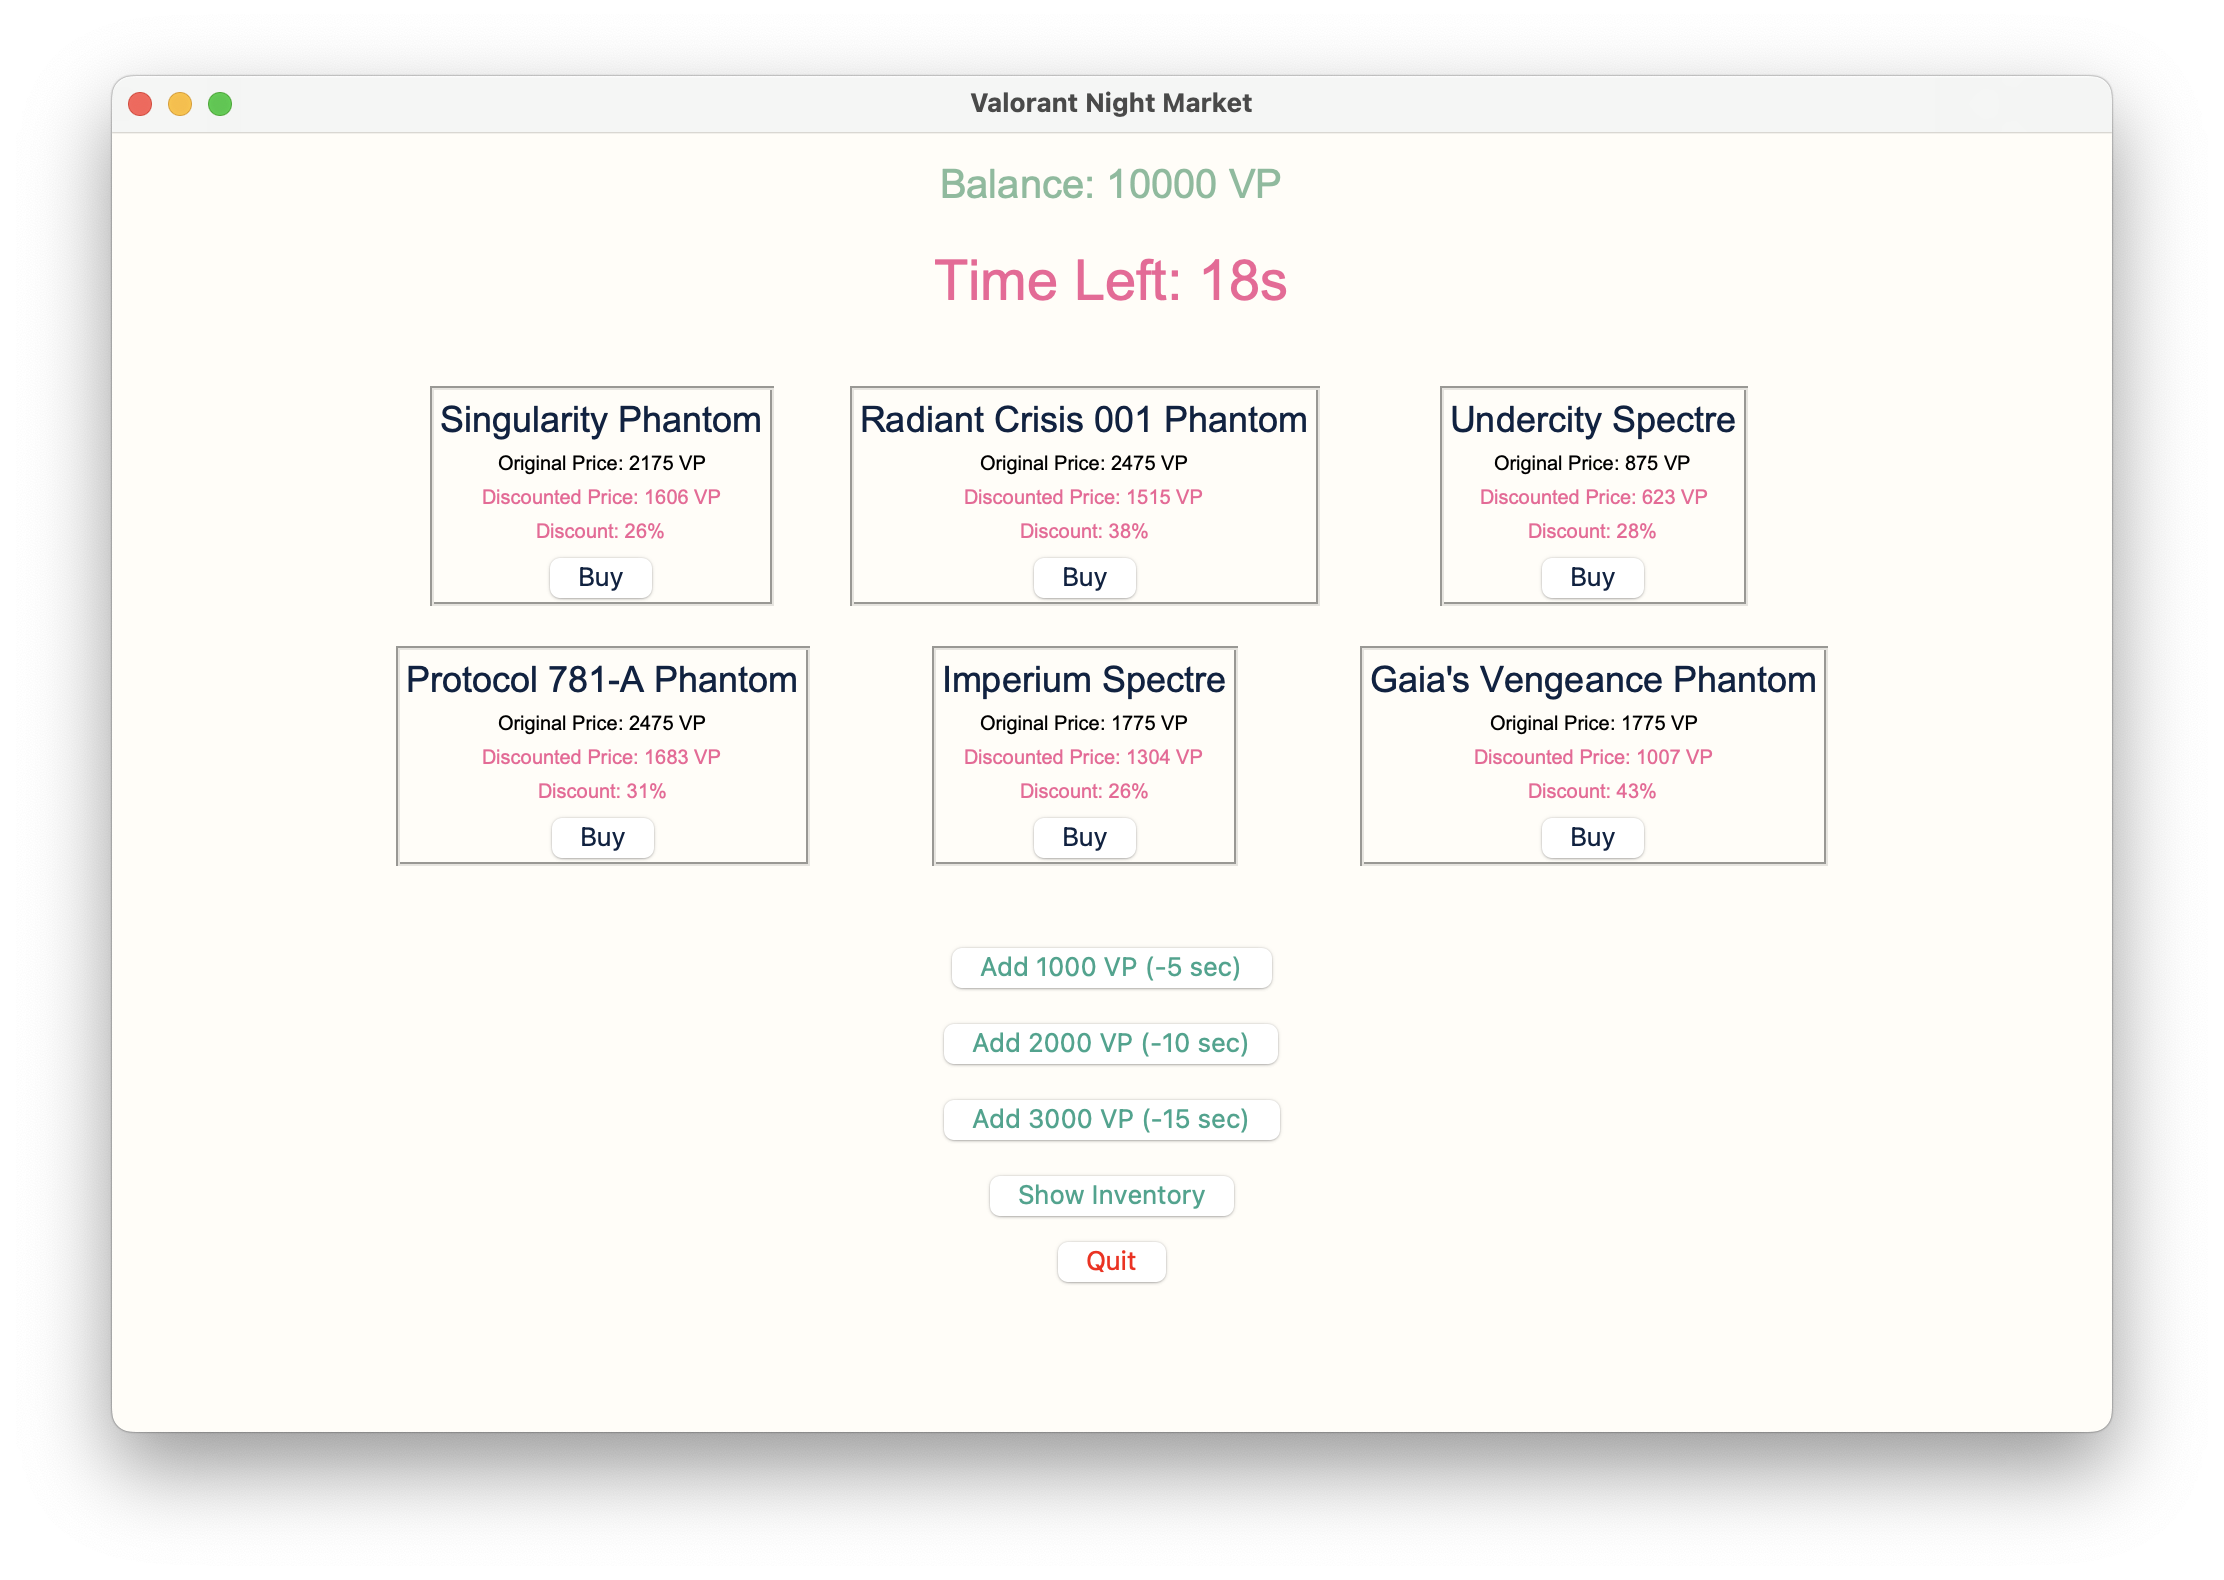 Valorant Night Market
Balance: 10000 VP
Time Left: 18s
Singularity Phantom
Original Price: 2175 VP
Discounted Price: 1606 VP
Discount: 26%
Buy
Radiant Crisis 001 Phantom
Original Price: 2475 VP
Discounted Price: 1515 VP
Discount: 38%
Buy
Undercity Spectre
Original Price: 875 VP
Discounted Price: 623 VP
Discount: 28%
Buy
Protocol 781-A Phantom
Original Price: 2475 VP
Discounted Price: 1683 VP
Discount: 31%
Buy
Imperium Spectre
Original Price: 1775 VP
Discounted Price: 1304 VP
Discount: 26%
Buy
Gaia's Vengeance Phantom
Original Price: 1775 VP
Discounted Price: 1007 VP
Discount: 43%
Buy
Add 1000 VP (-5 sec)
Add 2000 VP (-10 sec)
Add 3000 VP (-15 sec)
Show Inventory
Quit